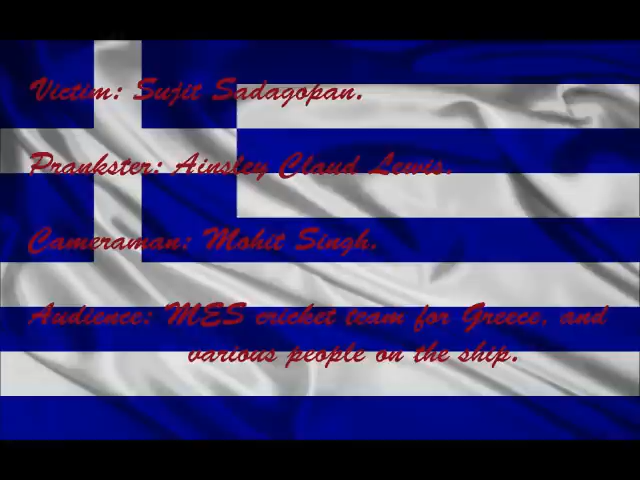 Victim: Sujit Sadagopan.
Prankster: Ainsley Claud Lewis.
Cameraman: Mohit Singh.
Audience: MES cricket team for Greece, and
various people on the ship.